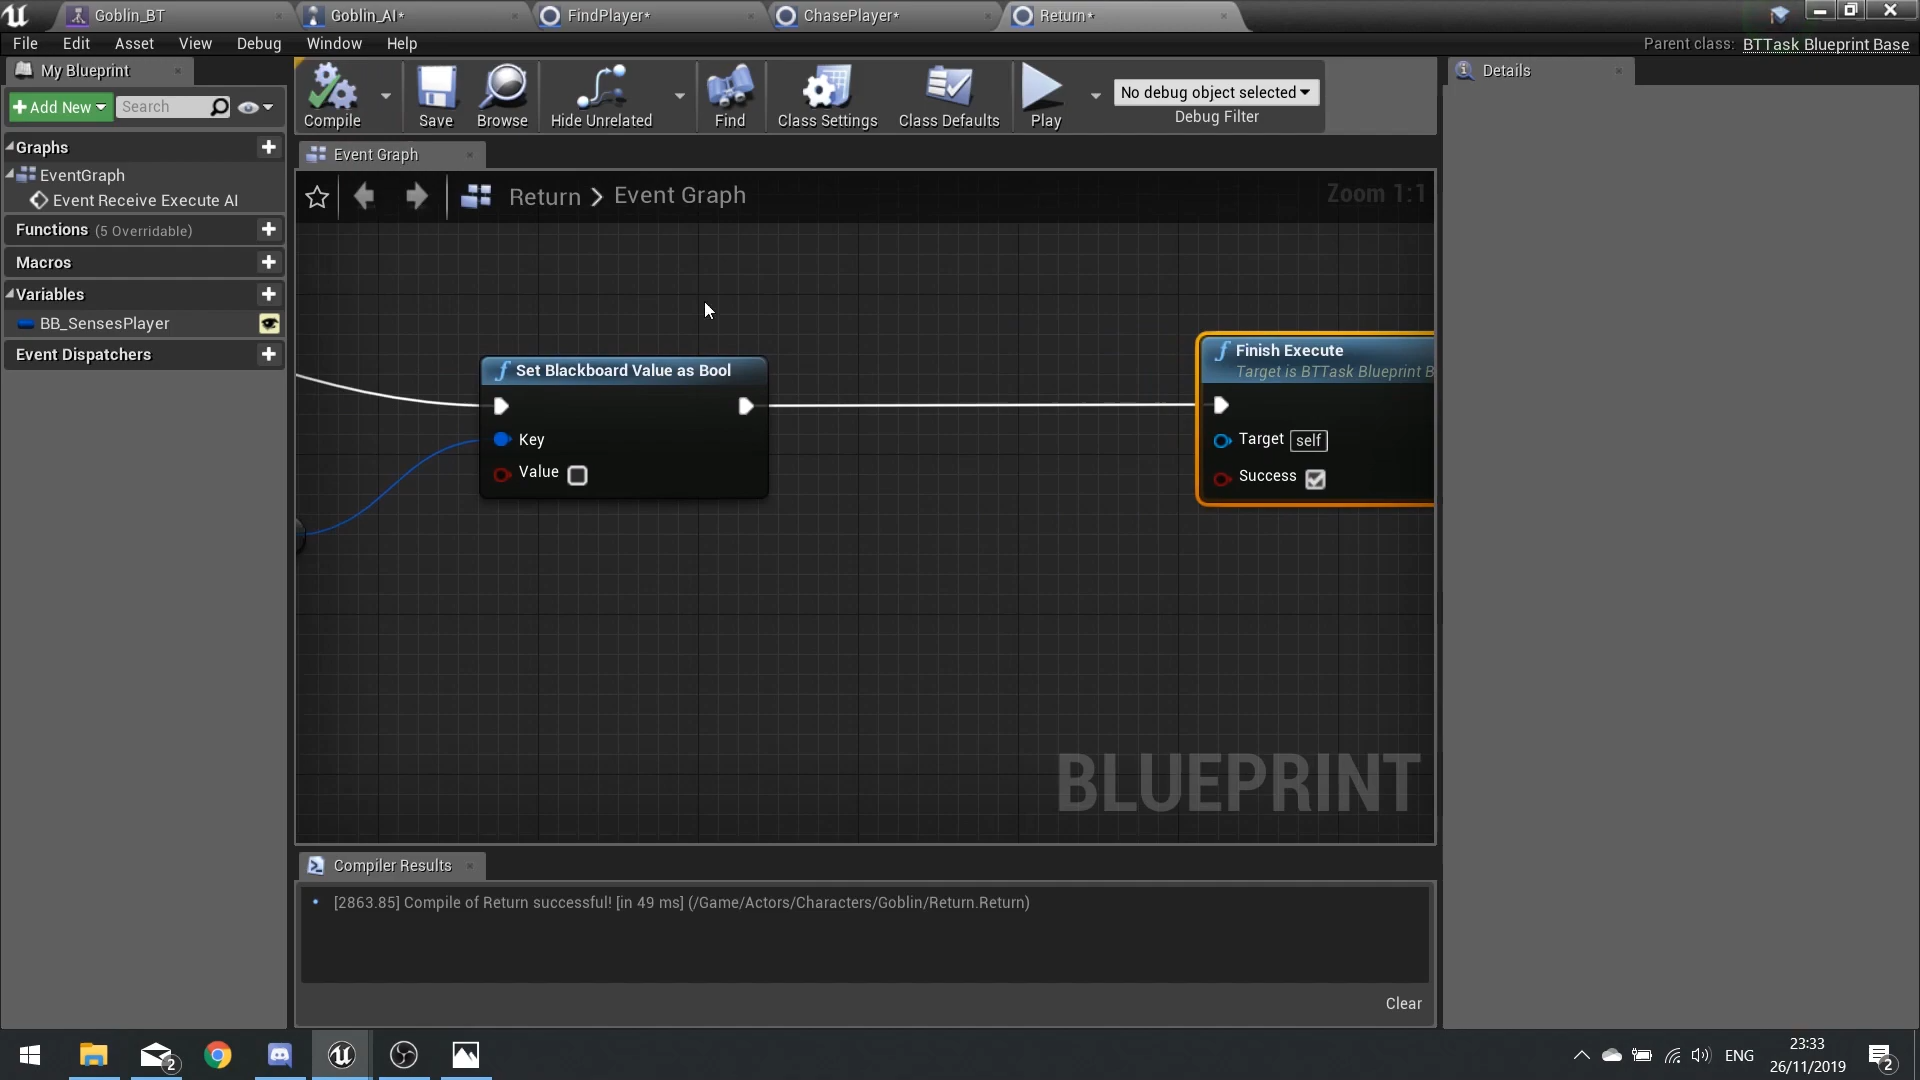 Goblin_BT
Goblin_AI*
FindPlayer*
ChasePlayer*
Return*
File Edit Asset View Debug Window Help
Parent class: BTTask Blueprint Base
My Blueprint
Add New
Search
Compile
Save
Browse
Hide Unrelated
Find
Class Settings
Class Defaults
Play
No debug object selected
Debug Filter
Details
Graphs
EventGraph
Event Receive Execute AI
Functions (5 Overridable)
Macros
Variables
BB_SensesPlayer
Event Dispatchers
Event Graph
Return > Event Graph
Zoom 1:1
Set Blackboard Value as Bool
Key
Value
Finish Execute
Target is BTTask Blueprint B
Target self
Success
BLUEPRINT
Compiler Results
[2863.85] Compile of Return successful! [in 49 ms] (/Game/Actors/Characters/Goblin/Return.Return)
Clear
2
ENG
23:33
26/11/2019
2